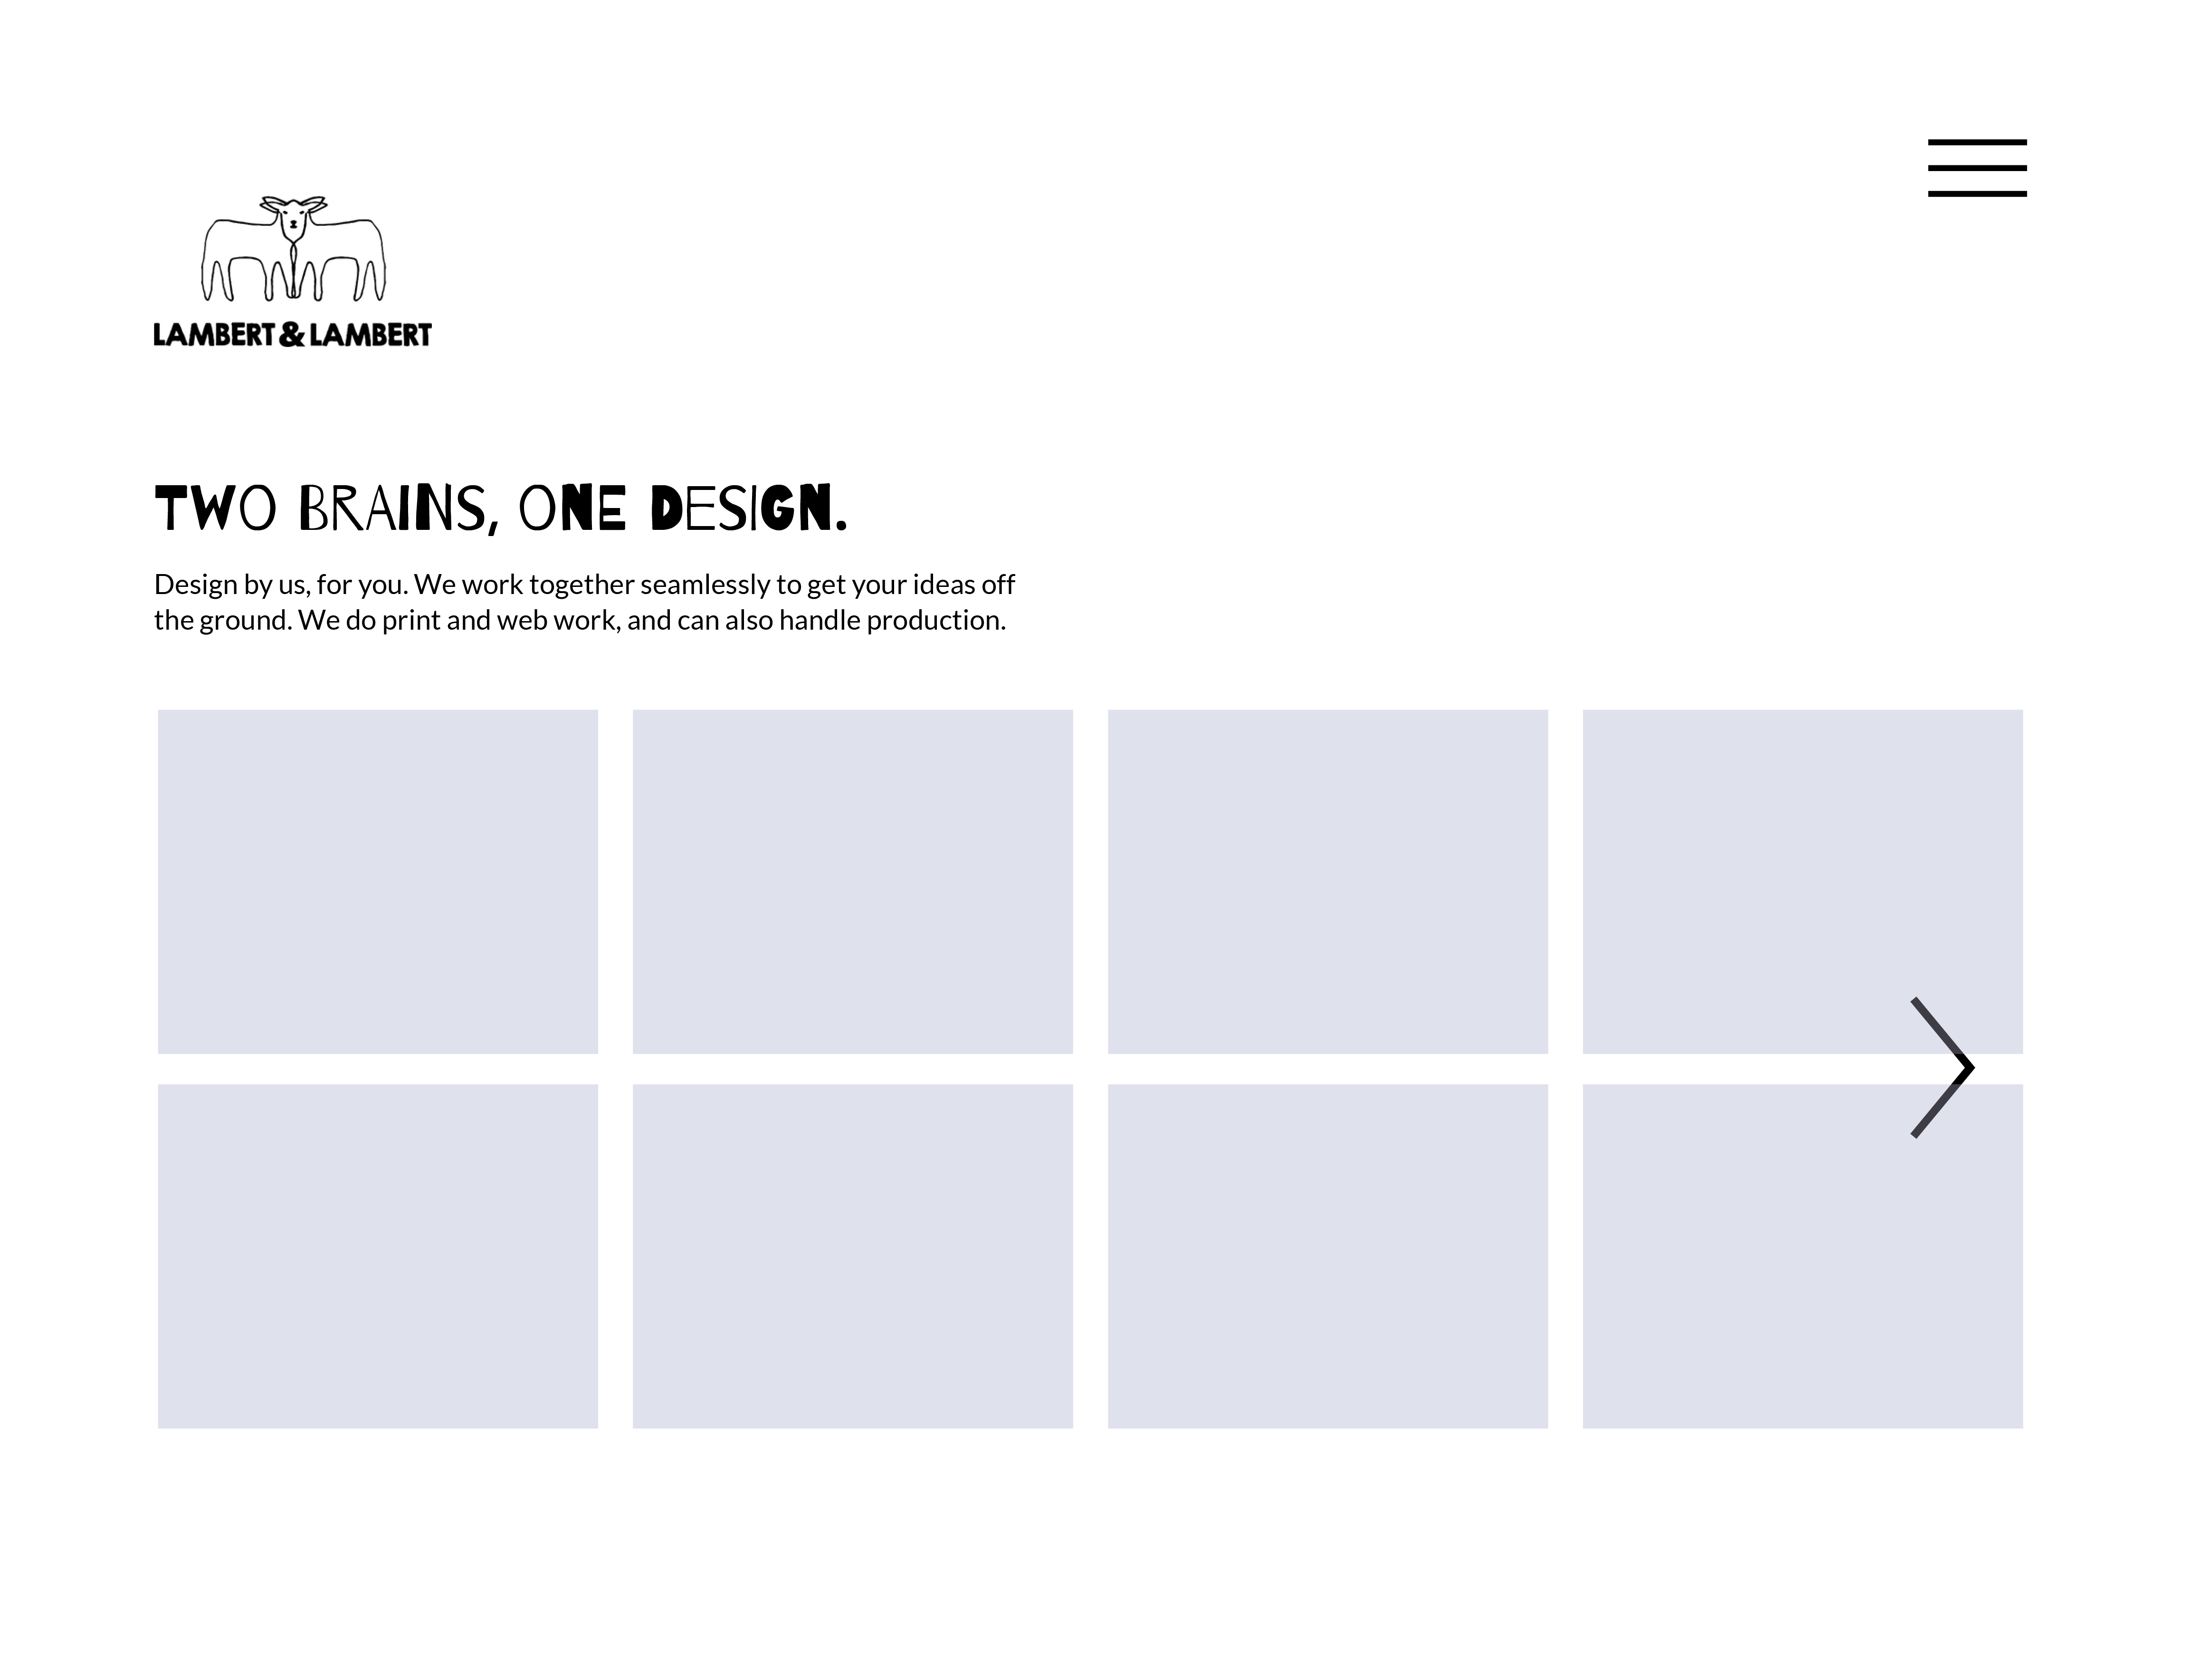 LAMBERT & LAMBERT
TWO BRAINS, ONE DESIGN.
Design by us, for you. We work together seamlessly to get your ideas off
the ground. We do print and web work, and can also handle production.